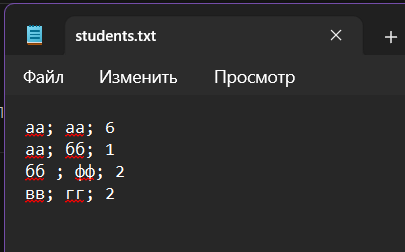 students.txt
Файл Изменить Просмотр
аа; аа; 6
аа; бб; 1
бб ; фф; 2
вв; гг; 2